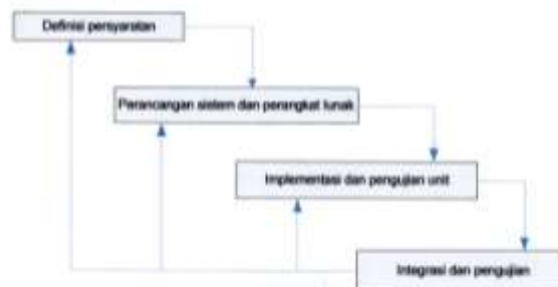 Definisi persyaratan
Perancangan sistem dan perangkat lunak
Implementasi dan pengujian unit
Integrasi dan pengujian